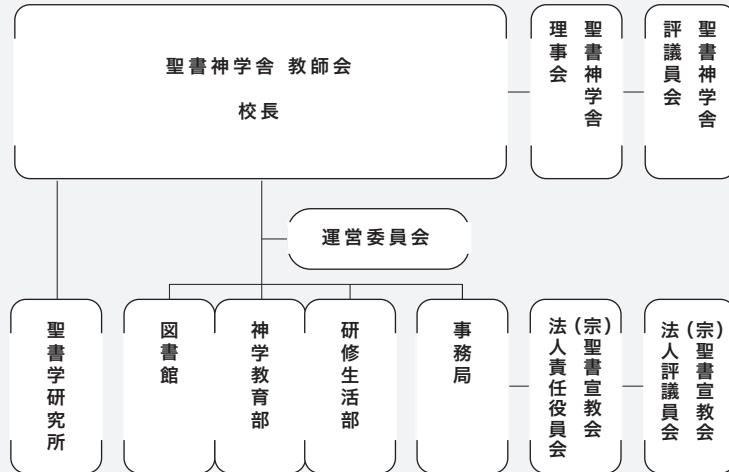 聖書神学舎 教師会
校長
聖書神学舎
理事会
聖書神学舎
評議員会
運営委員会
聖書学研究所
図書館
神学教育部
研修生活部
事務局
(宗)聖書宣教会
法人責任役員会
(宗)聖書宣教会
法人評議員会